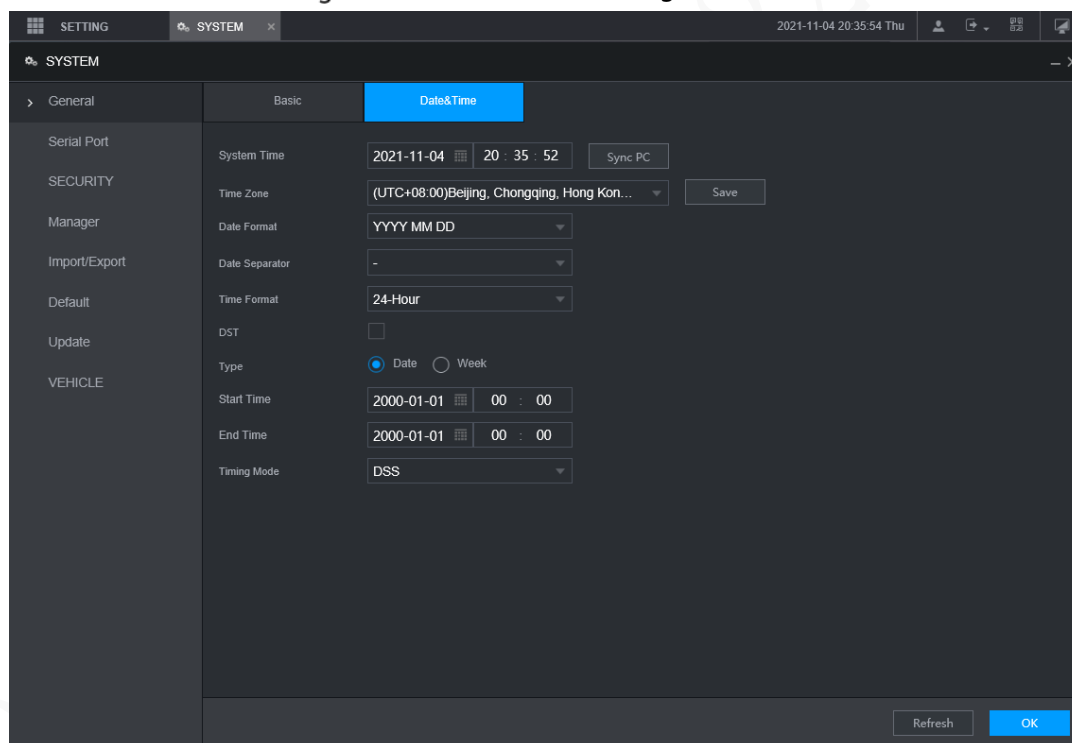 SETTING SYSTEM × 2021-11-04 20:35:54 Thu
SYSTEM
General
Serial Port
SECURITY
Manager
Import/Export
Default
Update
VEHICLE
Basic Date&Time
System Time 2021-11-04 20 : 35 : 52 Sync PC
Time Zone (UTC+08:00)Beijing, Chongqing, Hong Kon... Save
Date Format YYYY MM DD
Date Separator -
Time Format 24-Hour
DST
Type Date Week
Start Time 2000-01-01 00 : 00
End Time 2000-01-01 00 : 00
Timing Mode DSS
Refresh OK